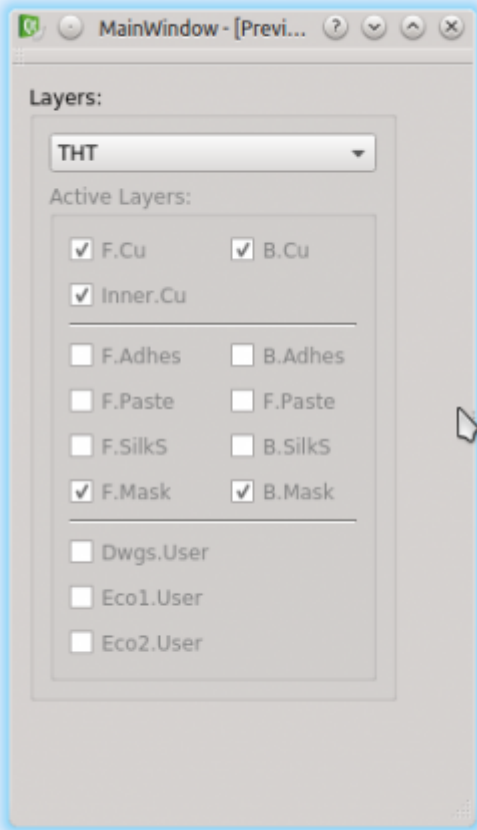 MainWindow - [Previ...
Layers:
THT
Active Layers:
F.Cu B.Cu
Inner.Cu
F.Adhes B.Adhes
F.Paste F.Paste
F.SilkS B.SilkS
F.Mask B.Mask
Dwgs.User
Eco1.User
Eco2.User